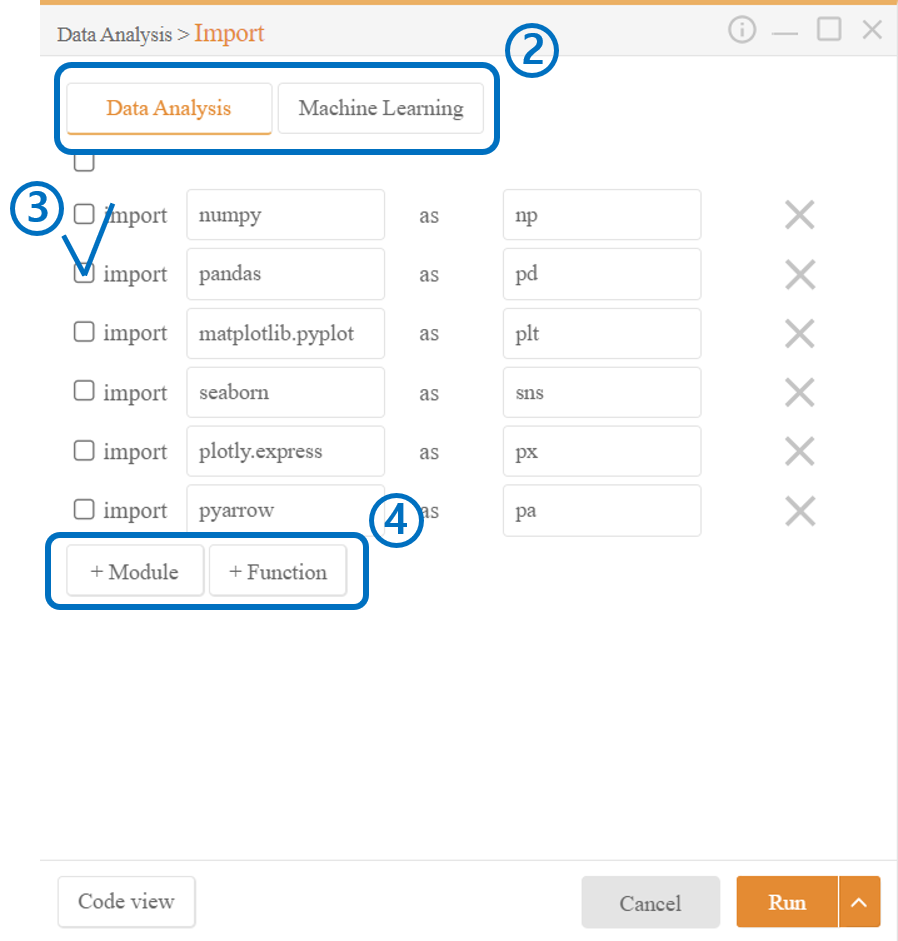 Data Analysis > Import
②
Data Analysis Machine Learning
③
import numpy as np
import pandas as pd
import matplotlib.pyplot as plt
import seaborn as sns
import plotly.express as px
import pyarrow as pa
④
+ Module + Function
Code view Cancel Run